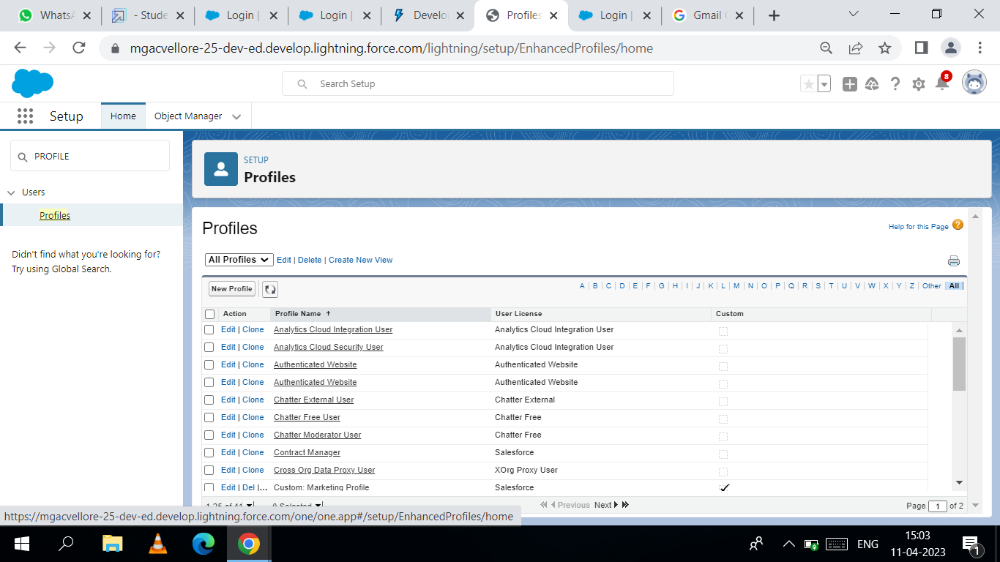 WhatsA
- Stude
Login |
Login |
Develo
Profiles
Login |
Gmail
mgacvellore-25-dev-ed.develop.lightning.force.com/lightning/setup/EnhancedProfiles/home
Search Setup
8
Setup
Home
Object Manager
PROFILE
Users
Profiles
Didn't find what you're looking for?
Try using Global Search.
SETUP
Profiles
Profiles
Help for this Page ?
All Profiles Edit | Delete | Create New View
New Profile
A | B | C | D | E | F | G | H | I | J | K | L | M | N | O | P | Q | R | S | T | U | V | W | X | Y | Z | Other | All |
Action Profile Name User License Custom
Edit | Clone Analytics Cloud Integration User Analytics Cloud Integration User
Edit | Clone Analytics Cloud Security User Analytics Cloud Integration User
Edit | Clone Authenticated Website Authenticated Website
Edit | Clone Authenticated Website Authenticated Website
Edit | Clone Chatter External User Chatter External
Edit | Clone Chatter Free User Chatter Free
Edit | Clone Chatter Moderator User Chatter Free
Edit | Clone Contract Manager Salesforce
Edit | Clone Cross Org Data Proxy User XOrg Proxy User
Edit | Del |... Custom: Marketing Profile Salesforce
1-25 of 41 0 Selected Previous Next Page 1 of 2
https://mgacvellore-25-dev-ed.develop.lightning.force.com/one/one.app#/setup/EnhancedProfiles/home
ENG
15:03
11-04-2023
1